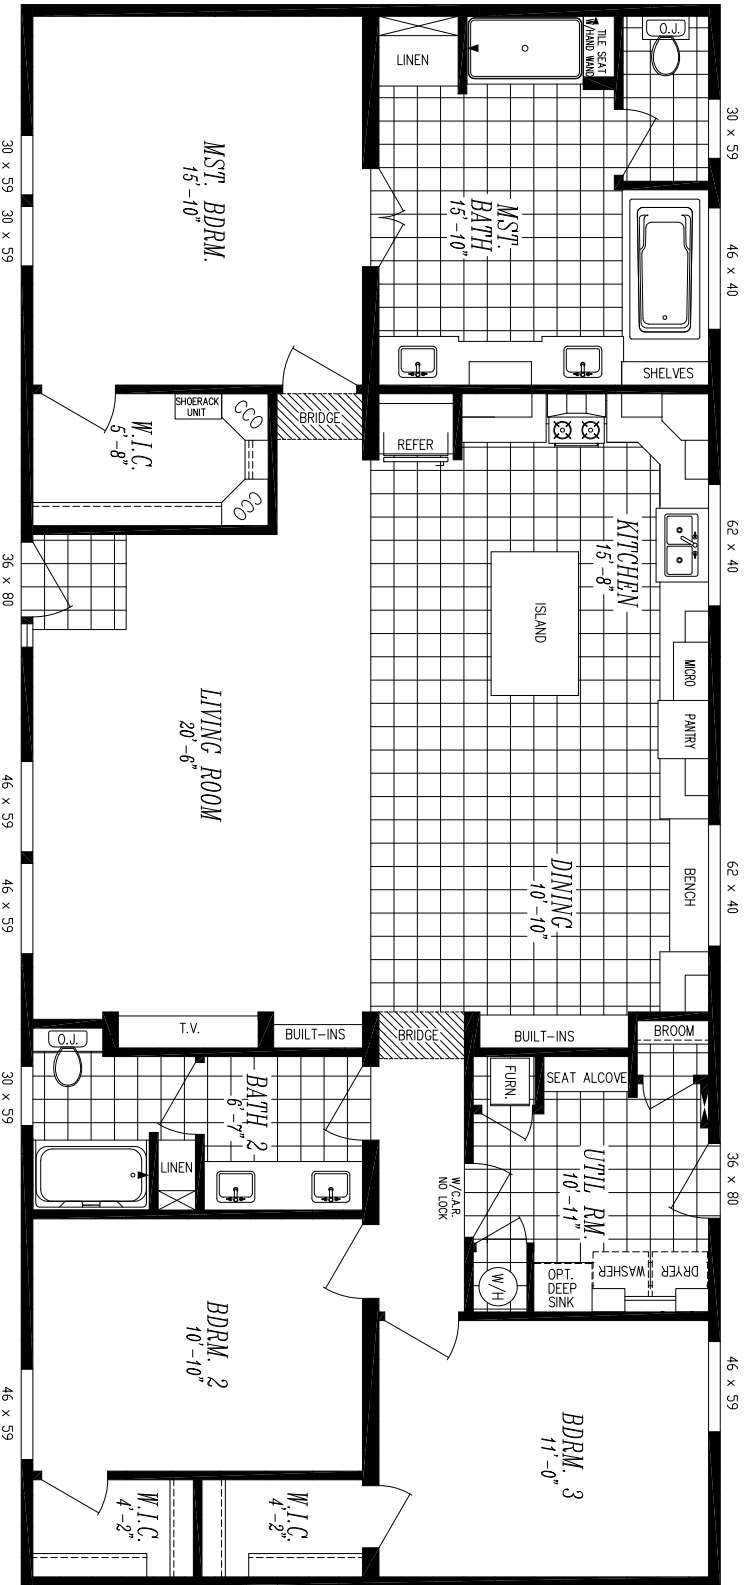 O.J.
TILE SEAT
W/HAND WAND
LINEN
30 x 59
30 x 59
30 x 59
MST. BDRM.
15'-10"
MST.
BATH
15'-10"
46 x 40
SHELVES
SHOERACK
UNIT
CCO
BRIDGE
W.I.C.
5'-8"
REFER
CCO
62 x 40
KITCHEN
15'-8"
36 x 80
ISLAND
MICRO
PANTRY
LIVING ROOM
20'-6"
46 x 59
46 x 59
DINING
10'-10"
BENCH
62 x 40
T.V.
BUILT-INS
BRIDGE
BUILT-INS
BROOM
O.J.
30 x 59
BATH 2
6'-7"
FURN.
SEAT ALCOVE
LINEN
W/C.A.R.
NO LOCK
UTIL RM.
10'-11"
36 x 80
W/H
OPT.
DEEP
SINK
WASHER
DRYER
BDRM. 2
10'-10"
46 x 59
46 x 59
BDRM. 3
11'-0"
W.I.C.
4'-2"
W.I.C.
4'-2"